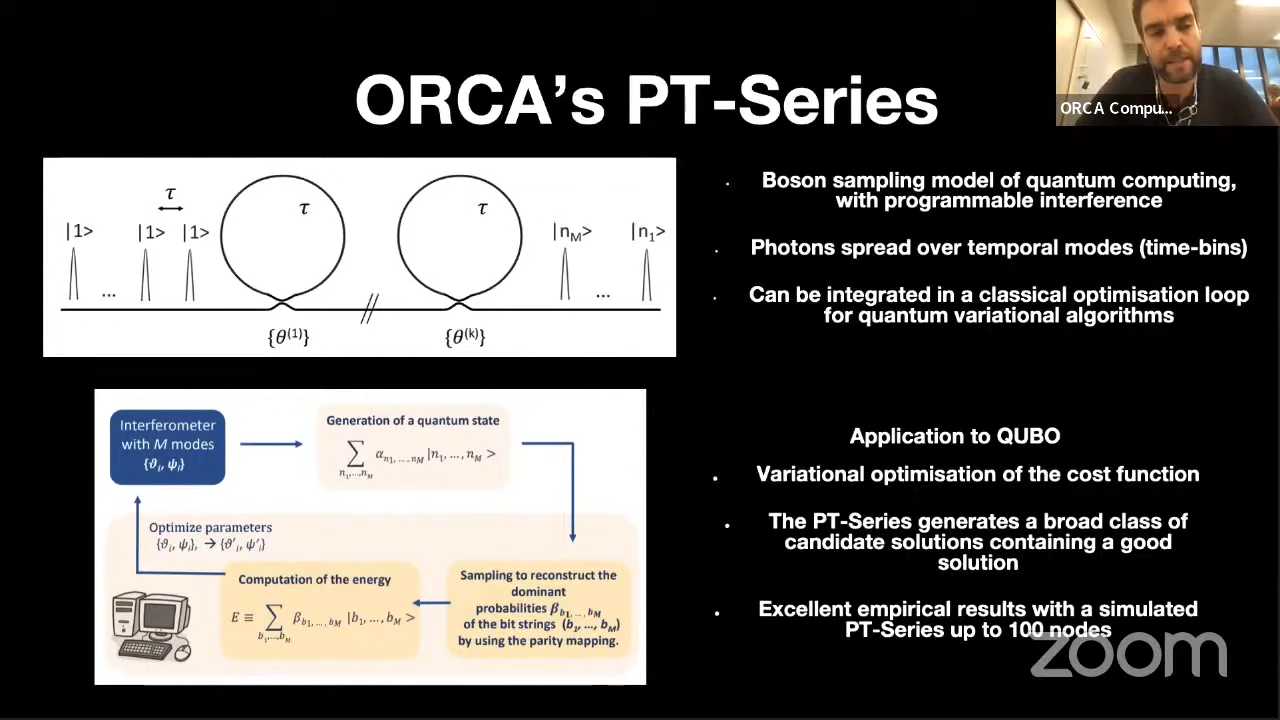 ORCA's PT-Series
ORCA Compu...
τ
|1>
|1>
|1>
...
τ
τ
|n_M>
...
|n_1>
{θ^(1)}
//
{θ^(k)}
· Boson sampling model of quantum computing,
with programmable interference
· Photons spread over temporal modes (time-bins)
· Can be integrated in a classical optimisation loop
for quantum variational algorithms
Interferometer
with M modes
{ϑ_i, ψ_i}
Generation of a quantum state
∑_{n_1,...,n_M} α_{n_1,...,n_M} |n_1, ..., n_M >
Optimize parameters
{ϑ_i, ψ_i}, → {ϑ'_i, ψ'_i}
Computation of the energy
E ≡ ∑_{b_1,...,b_M} β_{b_1,...,b_M} |b_1, ..., b_M >
Sampling to reconstruct the
dominant
probabilities β_{b_1,...,b_M}
of the bit strings (b_1, ..., b_M)
by using the parity mapping.
Application to QUBO
• Variational optimisation of the cost function
• The PT-Series generates a broad class of
candidate solutions containing a good
solution
• Excellent empirical results with a simulated
PT-Series up to 100 nodes
zoom